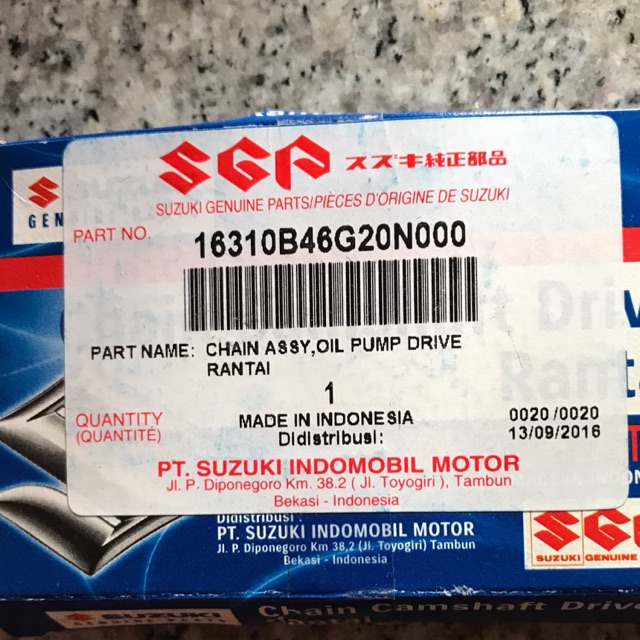 SGP スズキ純正部品
SUZUKI GENUINE PARTS/PIÈCES D'ORIGINE DE SUZUKI
GEN
PART NO. 16310B46G20N000
PART NAME: CHAIN ASSY,OIL PUMP DRIVE
RANTAI
1
QUANTITY
(QUANTITÉ)
MADE IN INDONESIA
Didistribusi:
0020 /0020
13/09/2016
PT. SUZUKI INDOMOBIL MOTOR
Jl. P. Diponegoro Km. 38.2 ( Jl. Toyogiri ), Tambun
Bekasi - Indonesia
Didistribusi :
PT. SUZUKI INDOMOBIL MOTOR
Jl. P. Diponegoro Km 38,2 (Jl. Toyogiri) Tambun
Bekasi - Indonesia
SUZUKI GENUINE
SUZUKI
Chain Camshaft Drive